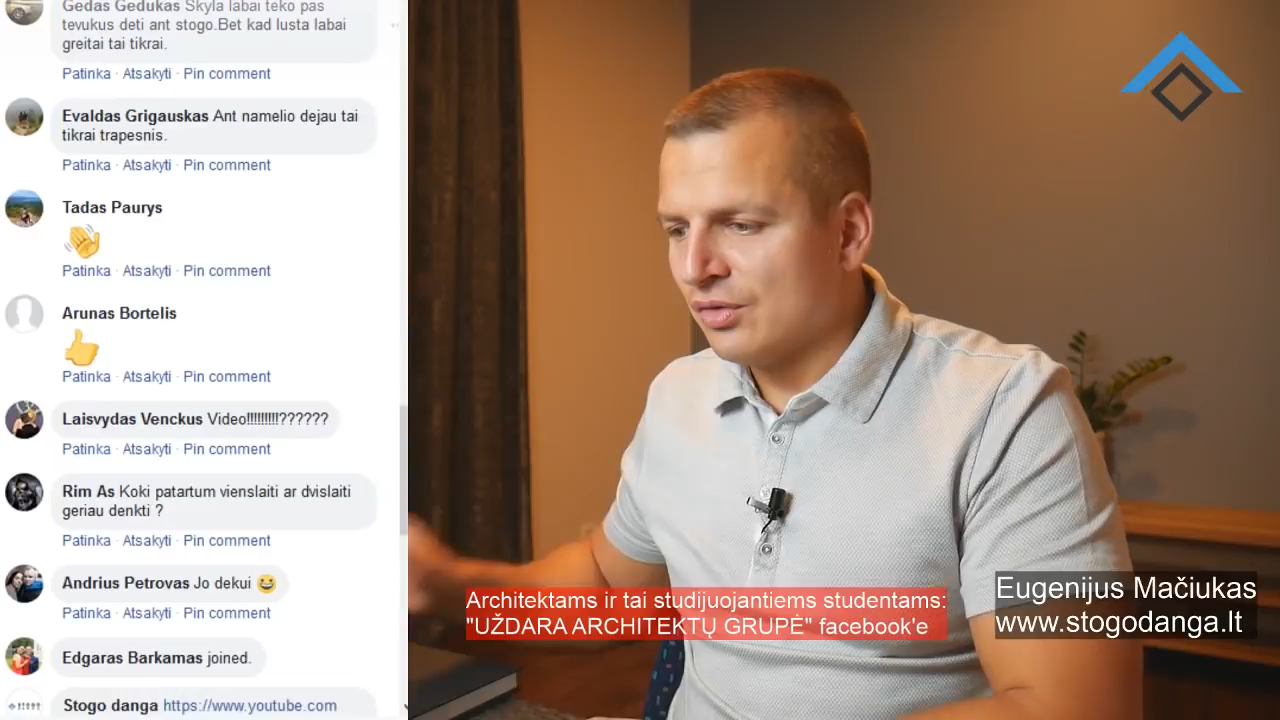 Gedas Gedukas Skyla labai teko pas
tevukus deti ant stogo.Bet kad lusta labai
greitai tai tikrai.
Patinka · Atsakyti · Pin comment
Evaldas Grigauskas Ant namelio dejau tai
tikrai trapesnis.
Patinka · Atsakyti · Pin comment
Tadas Paurys
Patinka · Atsakyti · Pin comment
Arunas Bortelis
Patinka · Atsakyti · Pin comment
Laisvydas Venckus Video!!!!!!!!!!??????
Patinka · Atsakyti · Pin comment
Rim As Koki patartum vienslaiti ar dvislaiti
geriau denkti ?
Patinka · Atsakyti · Pin comment
Andrius Petrovas Jo dekui 😄
Patinka · Atsakyti · Pin comment
Edgaras Barkamas joined.
Stogo danga https://www.youtube.com
Architektams ir tai studijuojantiems studentams:
"UŽDARA ARCHITEKTŲ GRUPĖ" facebook'e
Eugenijus Mačiukas
www.stogodanga.lt